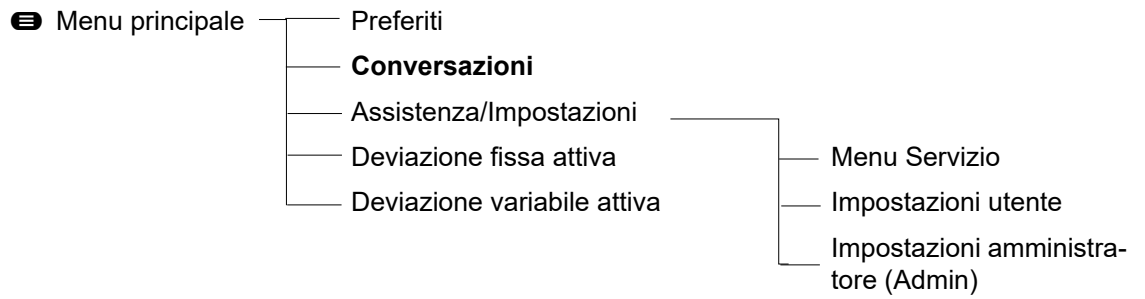 Menu principale
Preferiti
Conversazioni
Assistenza/Impostazioni
Deviazione fissa attiva
Deviazione variabile attiva
Menu Servizio
Impostazioni utente
Impostazioni amministra-
tore (Admin)